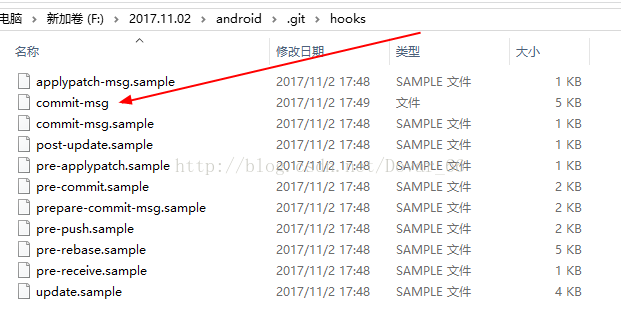 电脑 > 新加卷 (F:) > 2017.11.02 > android > .git > hooks
名称 修改日期 类型 大小
applypatch-msg.sample 2017/11/2 17:48 SAMPLE 文件 1 KB
commit-msg 2017/11/2 17:49 文件 5 KB
commit-msg.sample 2017/11/2 17:48 SAMPLE 文件 1 KB
post-update.sample 2017/11/2 17:48 SAMPLE 文件 1 KB
pre-applypatch.sample 2017/11/2 17:48 SAMPLE 文件 1 KB
pre-commit.sample 2017/11/2 17:48 SAMPLE 文件 2 KB
prepare-commit-msg.sample 2017/11/2 17:48 SAMPLE 文件 2 KB
pre-push.sample 2017/11/2 17:48 SAMPLE 文件 2 KB
pre-rebase.sample 2017/11/2 17:48 SAMPLE 文件 5 KB
pre-receive.sample 2017/11/2 17:48 SAMPLE 文件 1 KB
update.sample 2017/11/2 17:48 SAMPLE 文件 4 KB